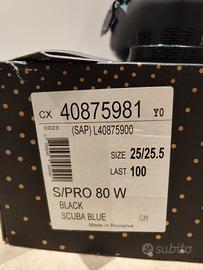 CX 40875981 Y0
0023
(SAP) L40875900
SIZE 25/25.5
LAST 100
S/PRO 80 W
BLACK
SCUBA BLUE GM
Made in Romania
subito